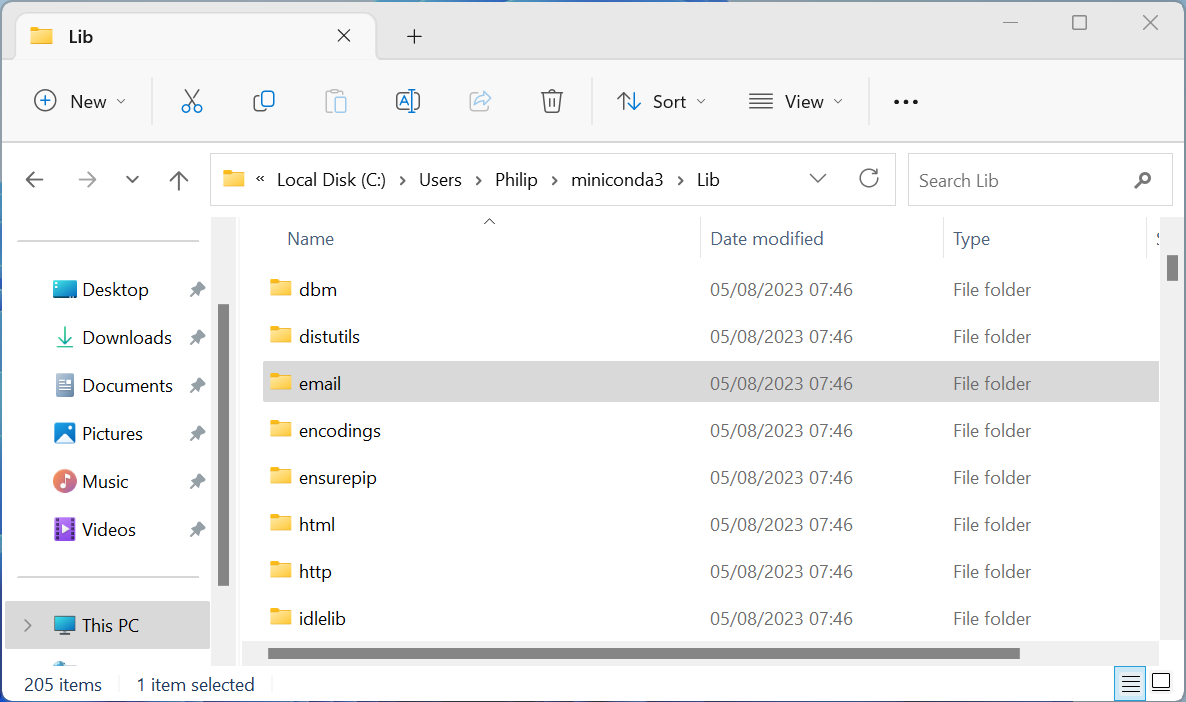 Lib
New
Sort
View
« Local Disk (C:) > Users > Philip > miniconda3 > Lib
Search Lib
Name Date modified Type
Desktop
Downloads
Documents
Pictures
Music
Videos
This PC
dbm 05/08/2023 07:46 File folder
distutils 05/08/2023 07:46 File folder
email 05/08/2023 07:46 File folder
encodings 05/08/2023 07:46 File folder
ensurepip 05/08/2023 07:46 File folder
html 05/08/2023 07:46 File folder
http 05/08/2023 07:46 File folder
idlelib 05/08/2023 07:46 File folder
205 items 1 item selected